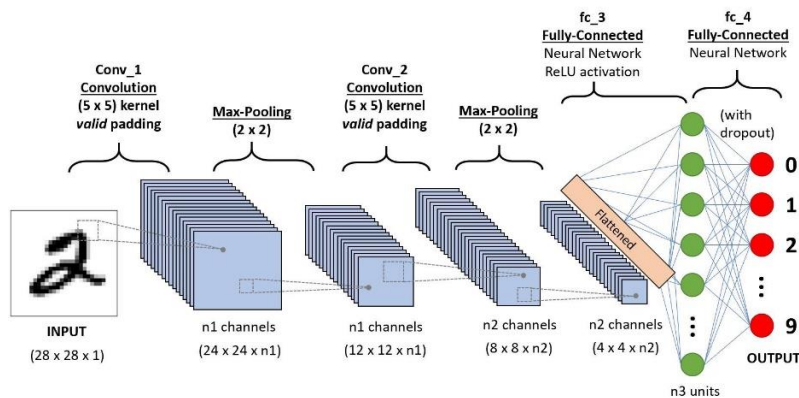 fc_3
Fully-Connected
Neural Network
ReLU activation
fc_4
Fully-Connected
Neural Network
Conv_1
Convolution
(5 x 5) kernel
valid padding
Max-Pooling
(2 x 2)
Conv_2
Convolution
(5 x 5) kernel
valid padding
Max-Pooling
(2 x 2)
(with
dropout)
Flattened
0
1
2
...
9
2
INPUT
(28 x 28 x 1)
n1 channels
(24 x 24 x n1)
n1 channels
(12 x 12 x n1)
n2 channels
(8 x 8 x n2)
n2 channels
(4 x 4 x n2)
...
n3 units
OUTPUT